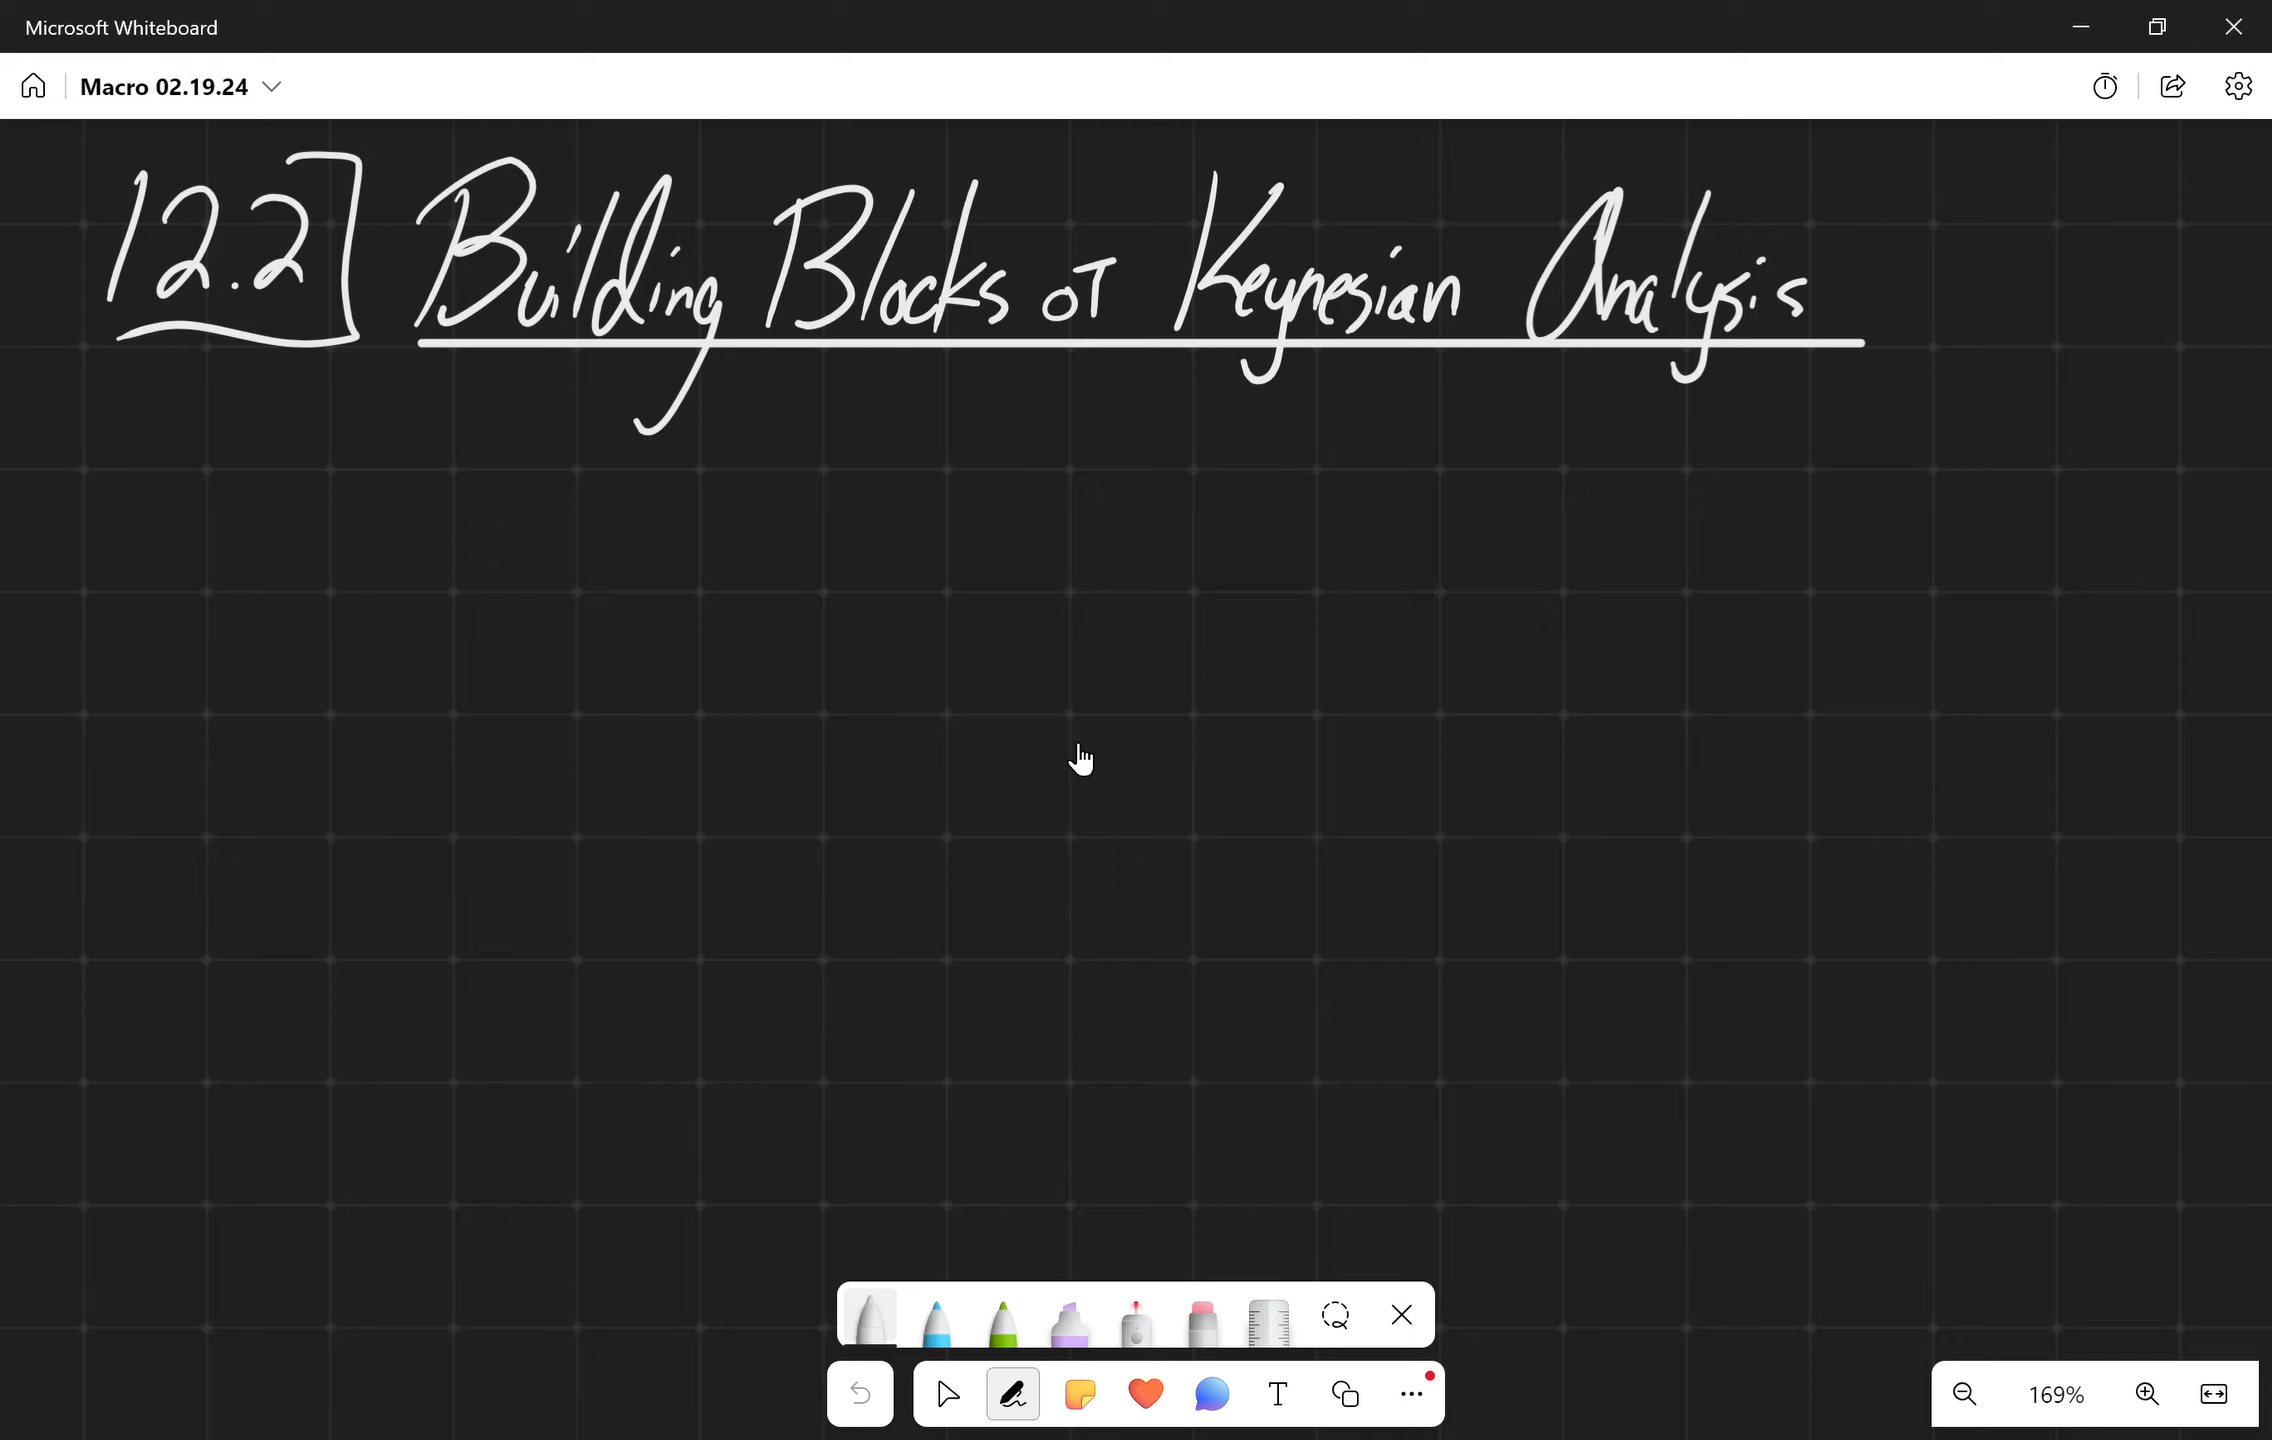 Microsoft Whiteboard
Macro 02.19.24
12.2] Building Blocks of Keynesian Analysis
T
169%